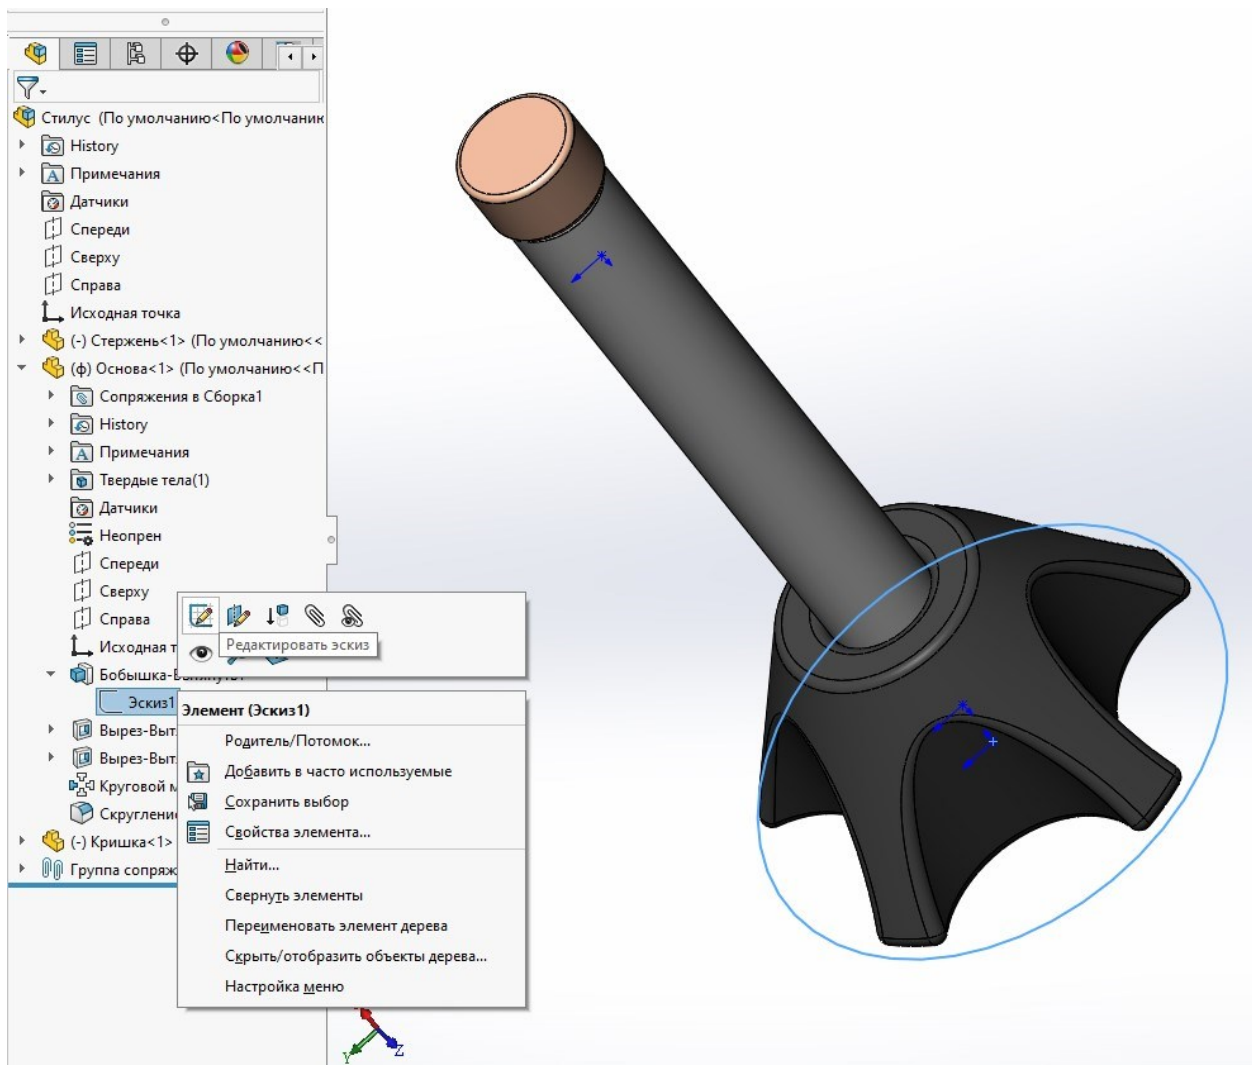 Стилус (По умолчанию<По умолчани
History
Примечания
Датчики
Спереди
Сверху
Справа
Исходная точка
(-) Стержень<1> (По умолчанию<<
(ф) Основа<1> (По умолчанию<<П
Сопряжения в Сборка1
History
Примечания
Твердые тела(1)
Датчики
Неопрен
Спереди
Сверху
Справа
Редактировать эскиз
Исходная т
Бобышка-Вытянуть1
Эскиз1
Элемент (Эскиз1)
Вырез-Выт
Родитель/Потомок...
Вырез-Выт
Добавить в часто используемые
Круговой м
Сохранить выбор
Скруглени
Свойства элемента...
(-) Крышка<1>
Группа сопряж
Найти...
Свернуть элементы
Переименовать элемент дерева
Скрыть/отобразить объекты дерева...
Настройка меню
Y
Z